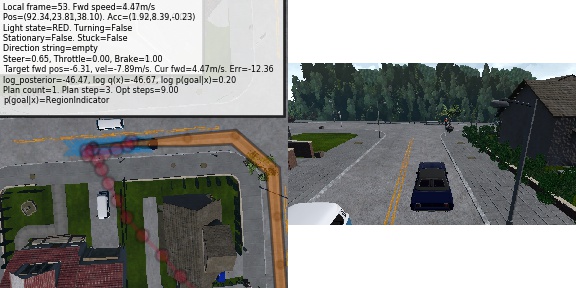 Local frame=53. Fwd speed=4.47m/s
Pos=(92.34,23.81,38.10). Acc=(1.92,8.39,-0.23)
Light state=RED. Turning=False
Stationary=False. Stuck=False
Direction string=empty
Steer=0.65, Throttle=0.00, Brake=1.00
Target fwd pos=-6.31, vel=-7.89m/s. Cur fwd=4.47m/s. Err=-12.36
log_posterior=-46.47, log q(x)=-46.67, log p(goal|x)=0.20
Plan count=1. Plan step=3. Opt steps=9.00
p(goal|x)=RegionIndicator